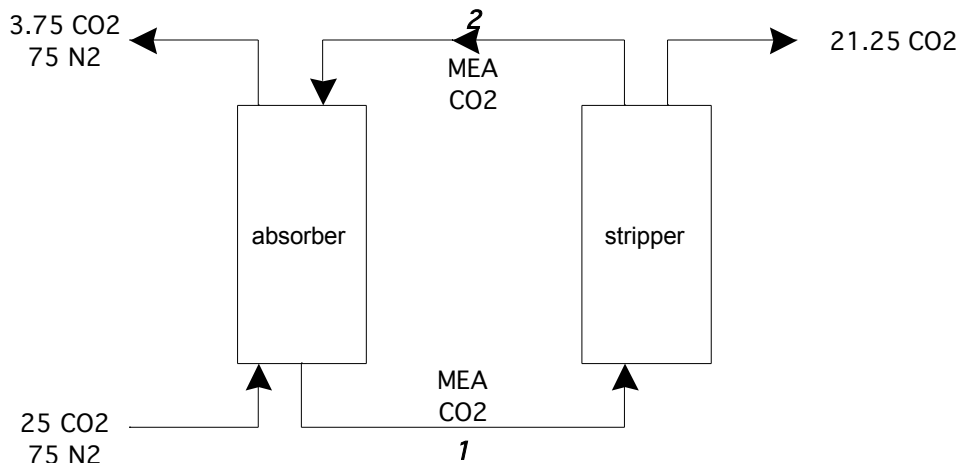 3.75 CO2
75 N2
2
MEA
CO2
21.25 CO2
absorber
stripper
25 CO2
75 N2
MEA
CO2
1